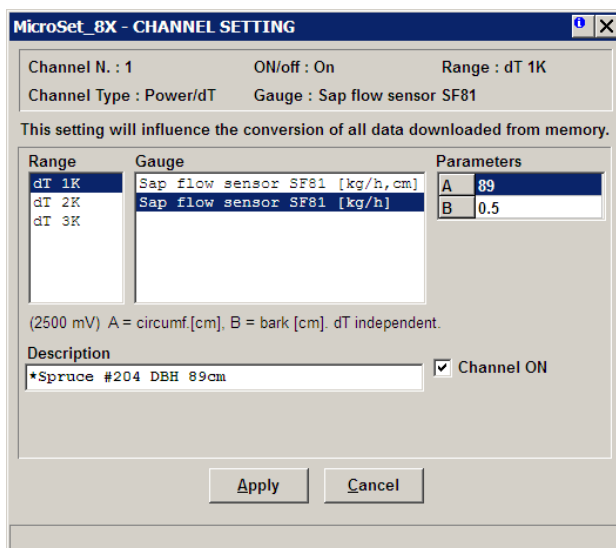 MicroSet_8X - CHANNEL SETTING
Channel N. : 1 ON/off : On Range : dT 1K
Channel Type : Power/dT Gauge : Sap flow sensor SF81
This setting will influence the conversion of all data downloaded from memory.
Range Gauge Parameters
dT 1K Sap flow sensor SF81 [kg/h,cm] A 89
dT 2K Sap flow sensor SF81 [kg/h] B 0.5
dT 3K
(2500 mV) A = circumf.[cm], B = bark [cm]. dT independent.
Description
*Spruce #204 DBH 89cm Channel ON
Apply Cancel